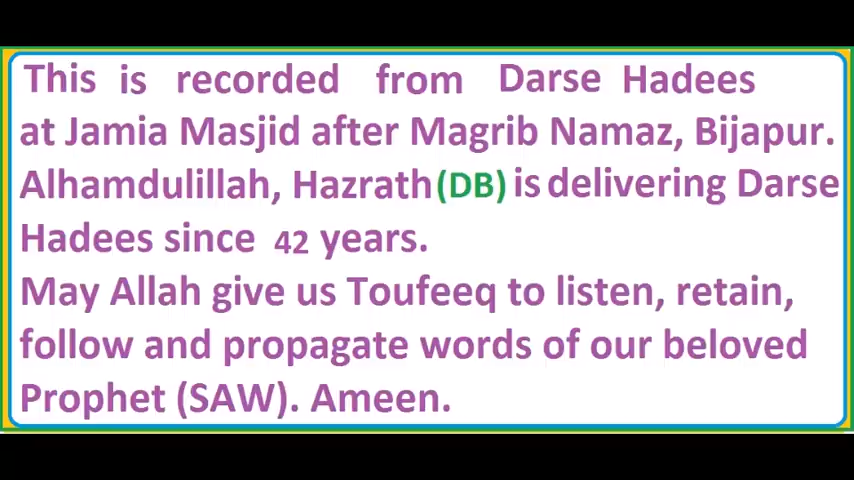 This is recorded from Darse Hadees
at Jamia Masjid after Magrib Namaz, Bijapur.
Alhamdulillah, Hazrath(DB) is delivering Darse
Hadees since 42 years.
May Allah give us Toufeeq to listen, retain,
follow and propagate words of our beloved
Prophet (SAW). Ameen.